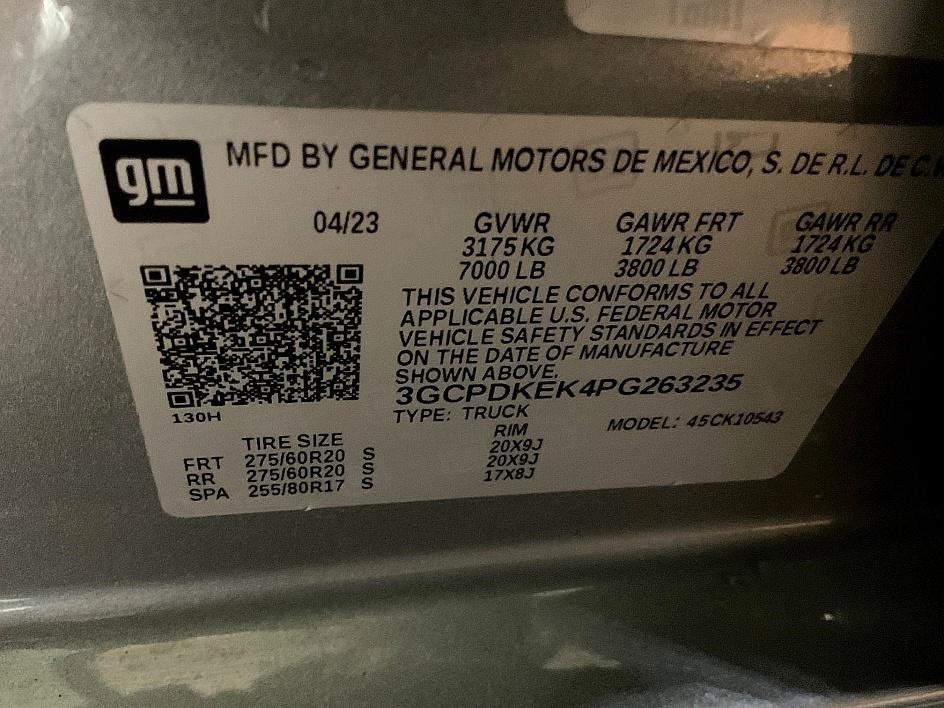 gm
MFD BY GENERAL MOTORS DE MEXICO, S. DE R.L. DE C.V
04/23 GVWR GAWR FRT GAWR RR
3175 KG 1724 KG 1724 KG
7000 LB 3800 LB 3800 LB
THIS VEHICLE CONFORMS TO ALL
APPLICABLE U.S. FEDERAL MOTOR
VEHICLE SAFETY STANDARDS IN EFFECT
ON THE DATE OF MANUFACTURE
SHOWN ABOVE.
3GCPDKEK4PG263235
130H
TYPE: TRUCK MODEL: 45CK10543
TIRE SIZE RIM
FRT 275/60R20 S 20X9J
RR 275/60R20 S 20X9J
SPA 255/80R17 S 17X8J